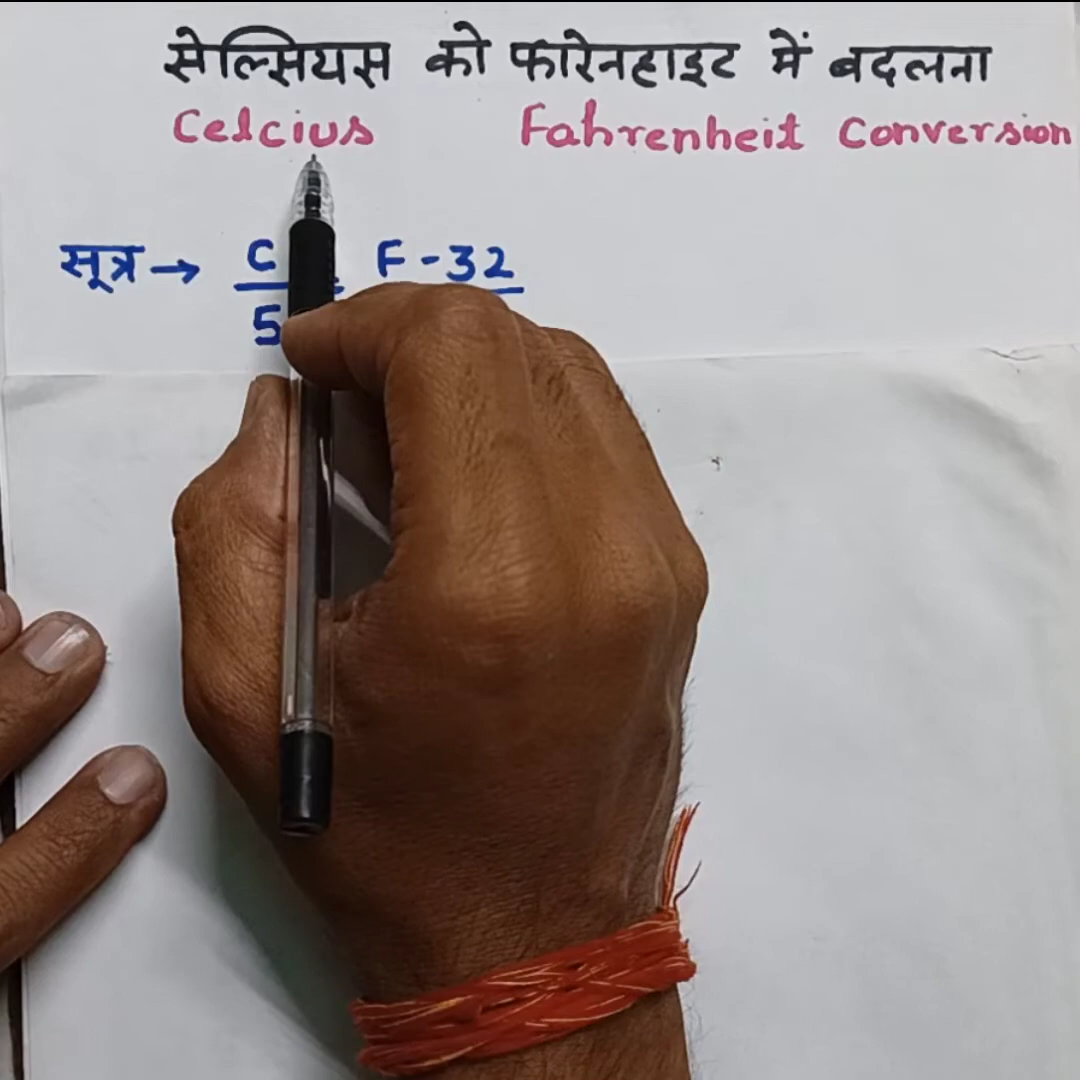 सेल्सियस को फारेनहाइट में बदलना
Celcius Fahrenheit Conversion
सूत्र → C F - 32
5